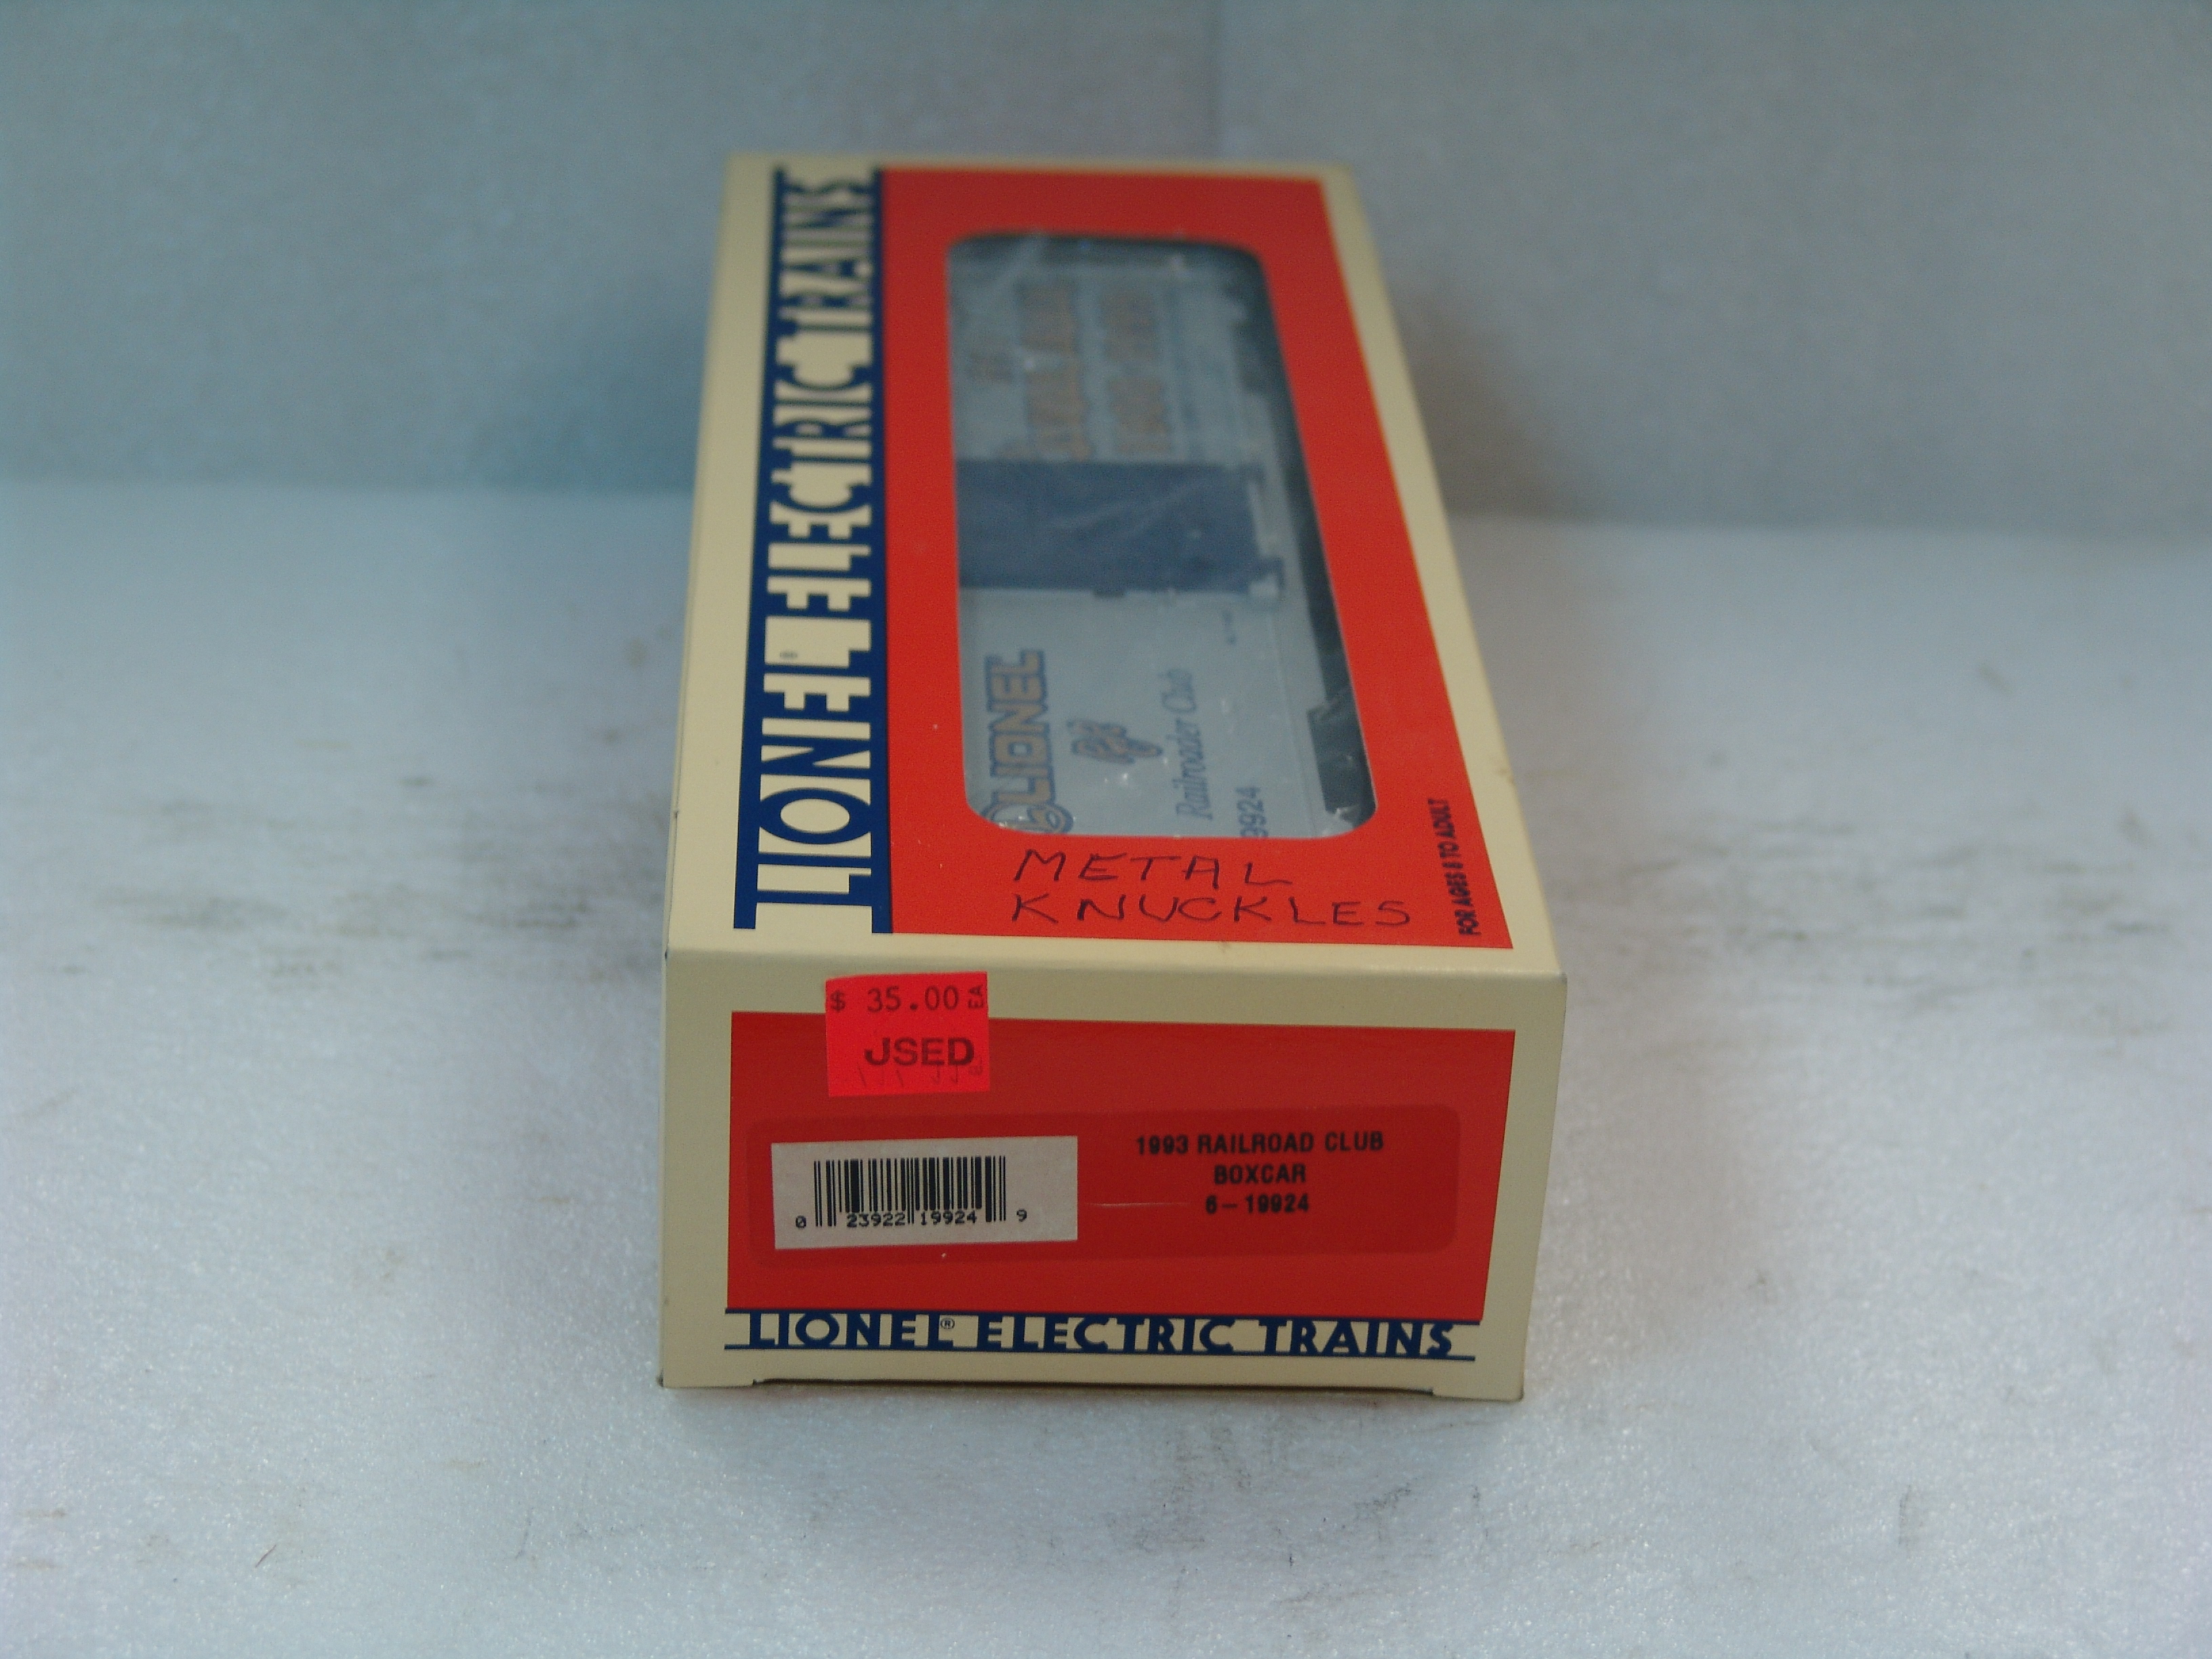 LIONEL ELECTRIC TRAINS
LIONEL
Railroader Club
9924
METAL
KNUCKLES
FOR AGES 8 TO ADULT
$ 35.00 EA
JSED
1993 RAILROAD CLUB
BOXCAR
6-19924
0 23922 19924 9
LIONEL® ELECTRIC TRAINS